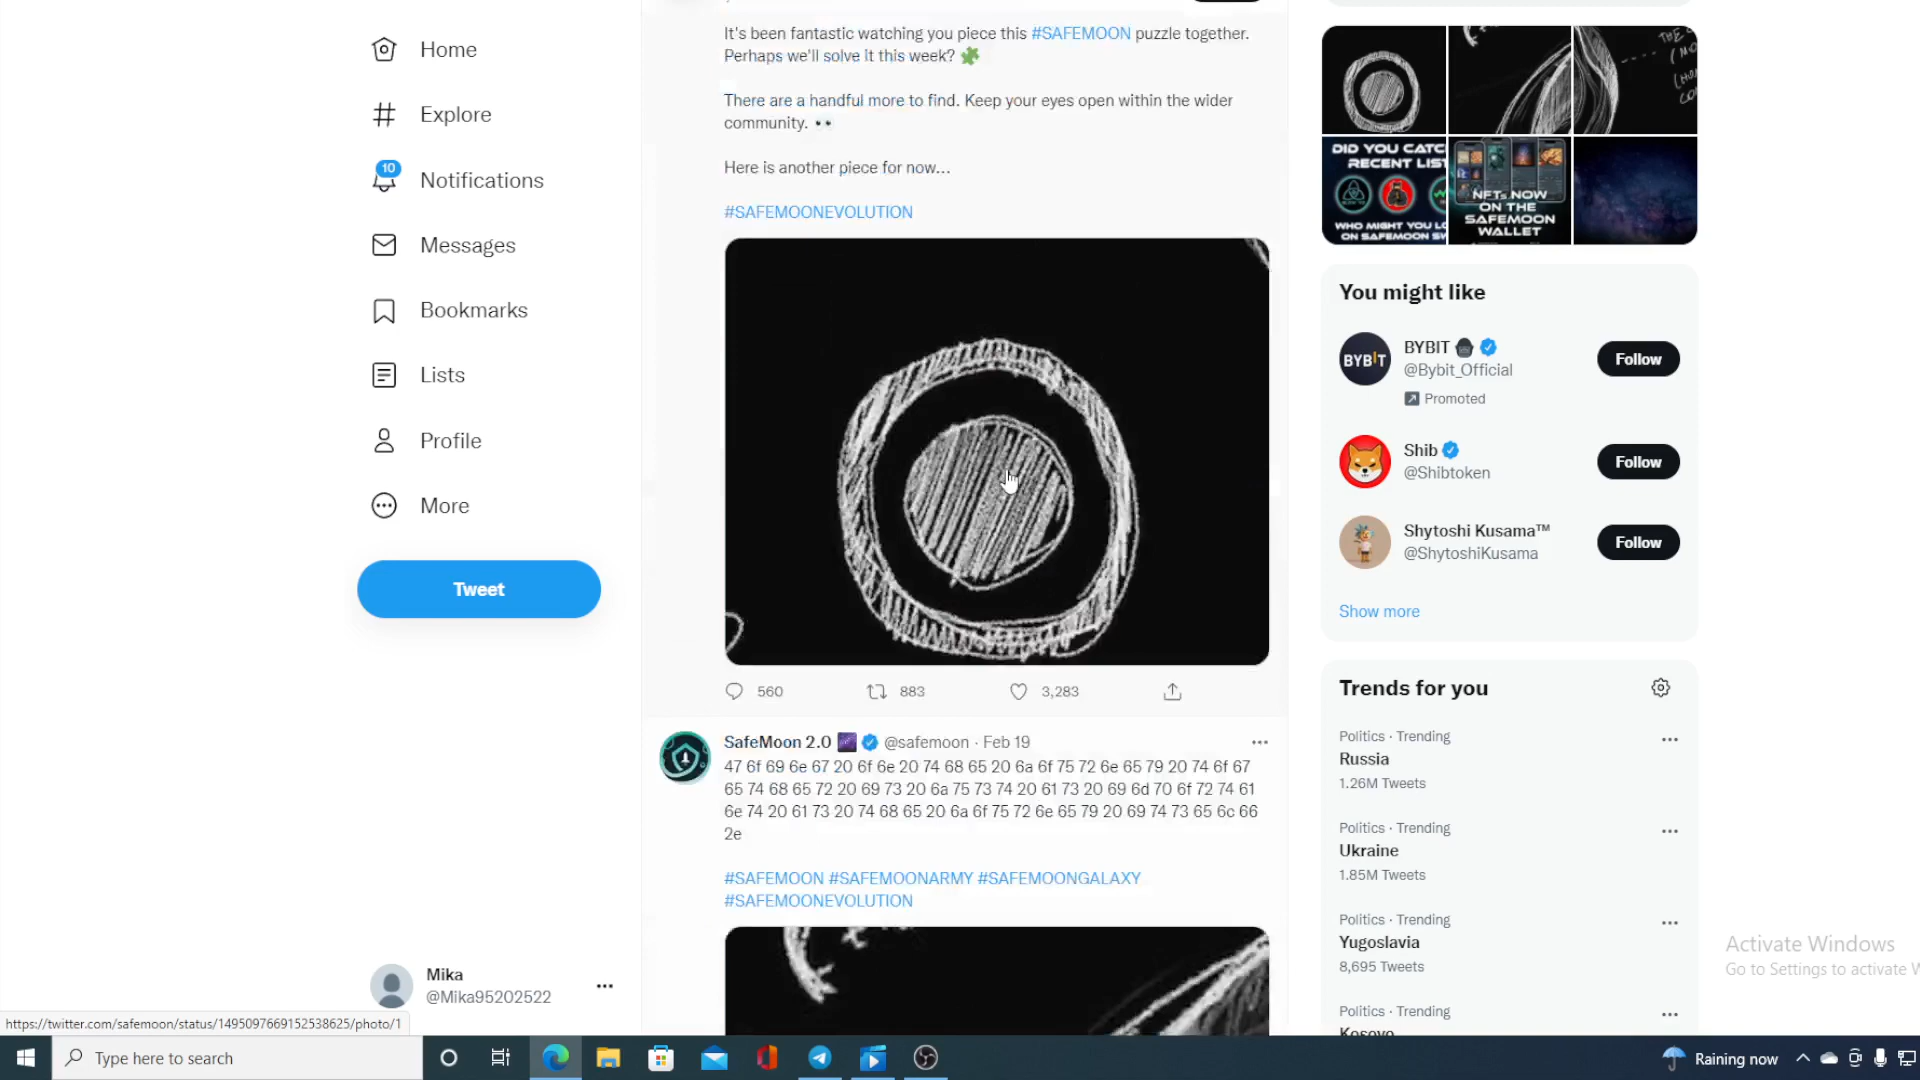 Home
Explore
10
Notifications
Messages
Bookmarks
Lists
Profile
More
Tweet
Mika
@Mika95202522
It's been fantastic watching you piece this #SAFEMOON puzzle together.
Perhaps we'll solve it this week?
There are a handful more to find. Keep your eyes open within the wider
community.
Here is another piece for now...
#SAFEMOONEVOLUTION
560
883
3,283
SafeMoon 2.0 @safemoon · Feb 19
47 6f 69 6e 67 20 6f 6e 20 74 68 65 20 6a 6f 75 72 6e 65 79 20 74 6f 67
65 74 68 65 72 20 69 73 20 6a 75 73 74 20 61 73 20 69 6d 70 6f 72 74 61
6e 74 20 61 73 20 74 68 65 20 6a 6f 75 72 6e 65 79 20 69 74 73 65 6c 66
2e
#SAFEMOON #SAFEMOONARMY #SAFEMOONGALAXY
#SAFEMOONEVOLUTION
THE
DID YOU CATC
RECENT LIS
WHO MIGHT YOU LO
ON SAFEMOON SW
NFTs NOW
ON THE
SAFEMOON
WALLET
You might like
BYBIT
BYBIT
@Bybit_Official
Promoted
Follow
Shib
@Shibtoken
Follow
Shytoshi Kusama™
@ShytoshiKusama
Follow
Show more
Trends for you
Politics · Trending
Russia
1.26M Tweets
Politics · Trending
Ukraine
1.85M Tweets
Politics · Trending
Yugoslavia
8,695 Tweets
Politics · Trending
Kosovo
Activate Windows
Go to Settings to activate W
https://twitter.com/safemoon/status/1495097669152538625/photo/1
Type here to search
Raining now